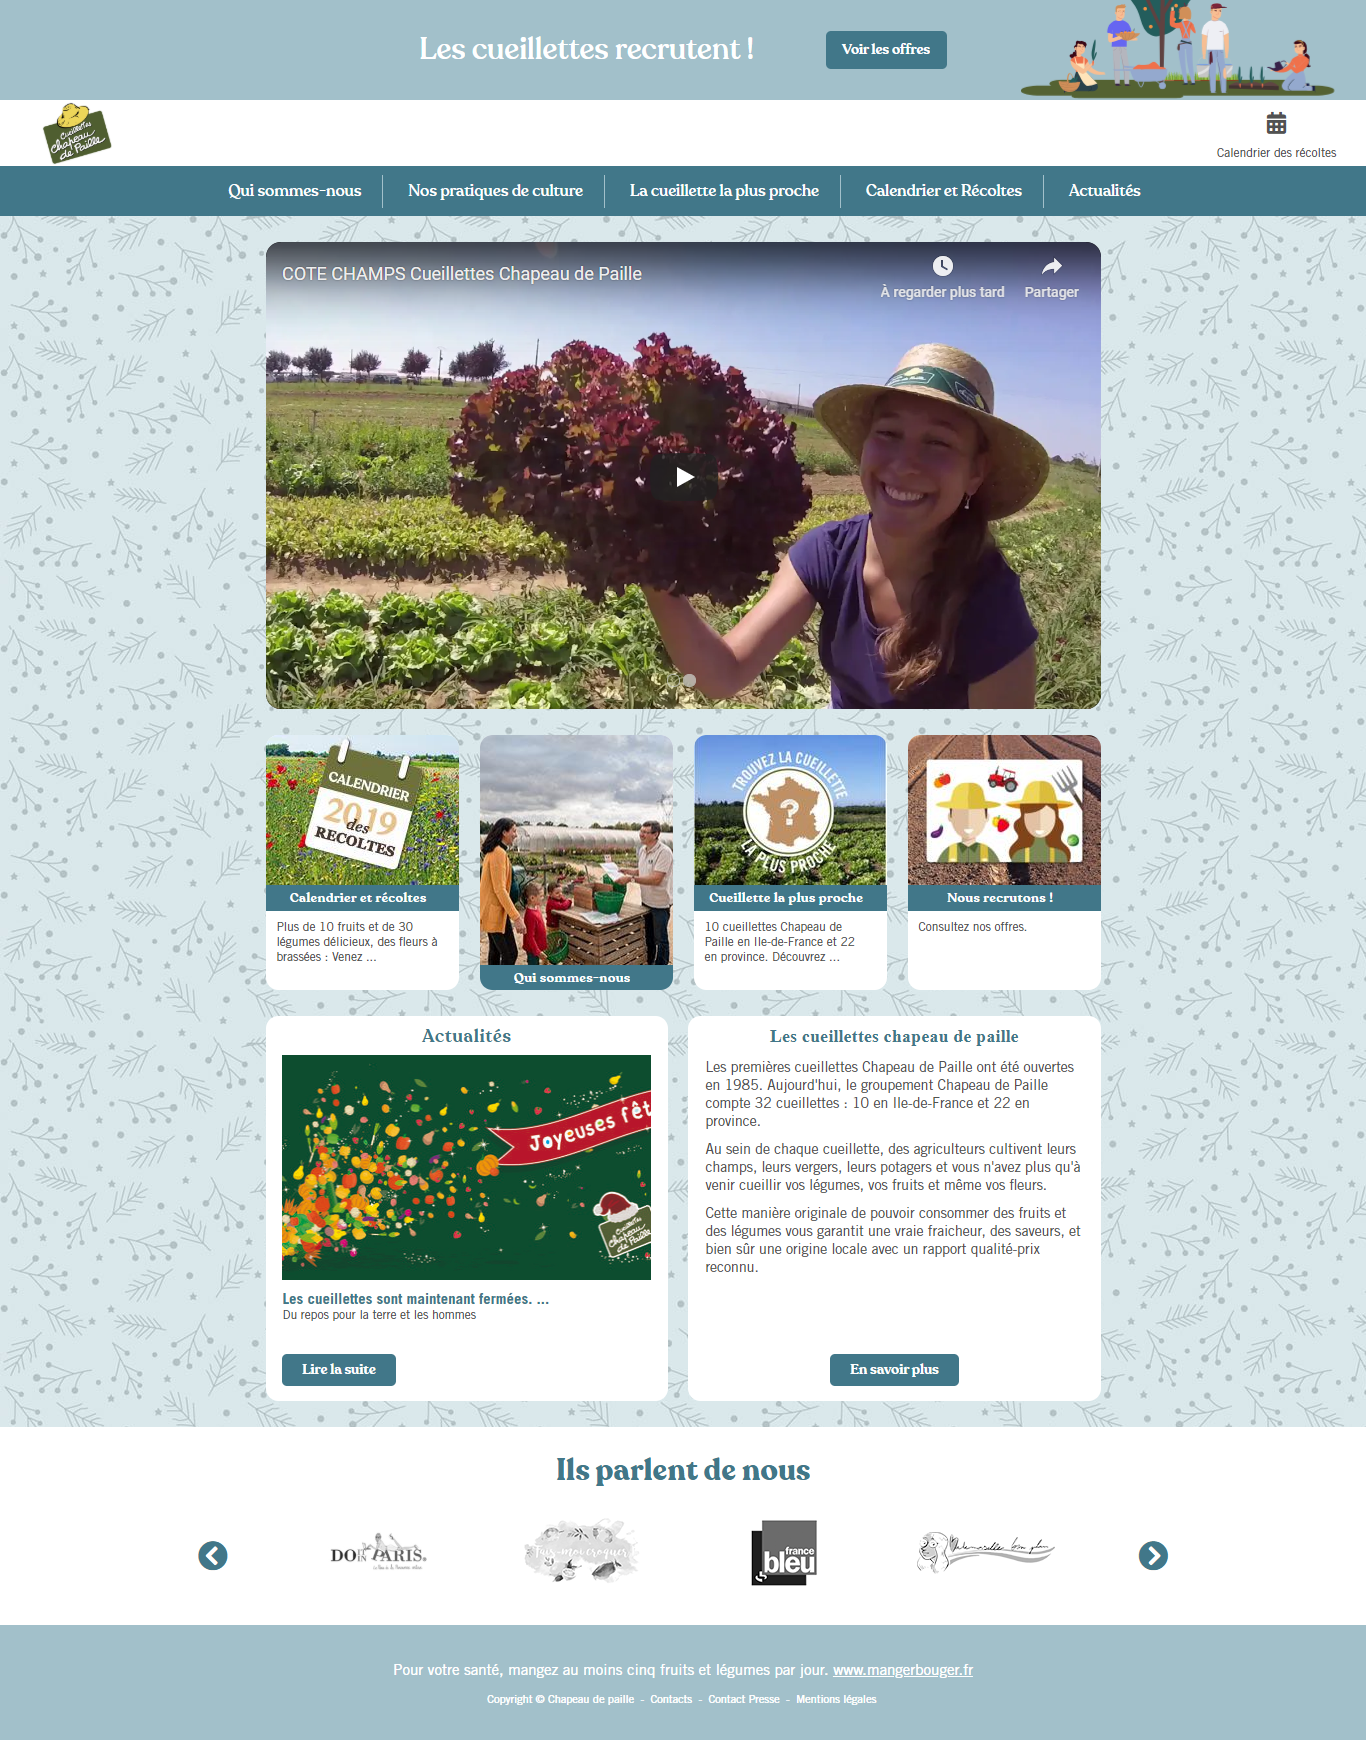 Les cueillettes recrutent !
Voir les offres
Cueillettes
Chapeau
de Paille
Calendrier des récoltes
Qui sommes-nous
Nos pratiques de culture
La cueillette la plus proche
Calendrier et Récoltes
Actualités
COTE CHAMPS Cueillettes Chapeau de Paille
À regarder plus tard
Partager
CALENDRIER
2019
des
RECOLTES
TROUVEZ LA CUEILLETTE
?
LA PLUS PROCHE
Calendrier et récoltes
Plus de 10 fruits et de 30
légumes délicieux, des fleurs à
brassées : Venez ...
Qui sommes-nous
Cueillette la plus proche
10 cueillettes Chapeau de
Paille en Ile-de-France et 22
en province. Découvrez ...
Nous recrutons !
Consultez nos offres.
Actualités
Joyeuses fêt
Cueillettes
Chapeau
de Paille
Les cueillettes sont maintenant fermées. ...
Du repos pour la terre et les hommes
Lire la suite
Les cueillettes chapeau de paille
Les premières cueillettes Chapeau de Paille ont été ouvertes
en 1985. Aujourd'hui, le groupement Chapeau de Paille
compte 32 cueillettes : 10 en Ile-de-France et 22 en
province.
Au sein de chaque cueillette, des agriculteurs cultivent leurs
champs, leurs vergers, leurs potagers et vous n'avez plus qu'à
venir cueillir vos légumes, vos fruits et même vos fleurs.
Cette manière originale de pouvoir consommer des fruits et
des légumes vous garantit une vraie fraicheur, des saveurs, et
bien sûr une origine locale avec un rapport qualité-prix
reconnu.
En savoir plus
Ils parlent de nous
DO IT IN PARIS
Fais-moi croquer
france
bleu
Mademoiselle bon plan
Pour votre santé, mangez au moins cinq fruits et légumes par jour. www.mangerbouger.fr
Copyright © Chapeau de paille - Contacts - Contact Presse - Mentions légales